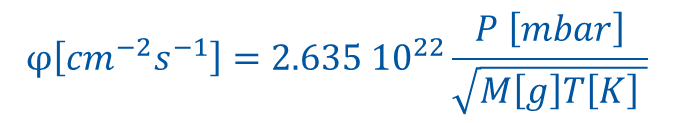 φ[cm⁻²s⁻¹] = 2.635 10²² P [mbar] / √M[g]T[K]